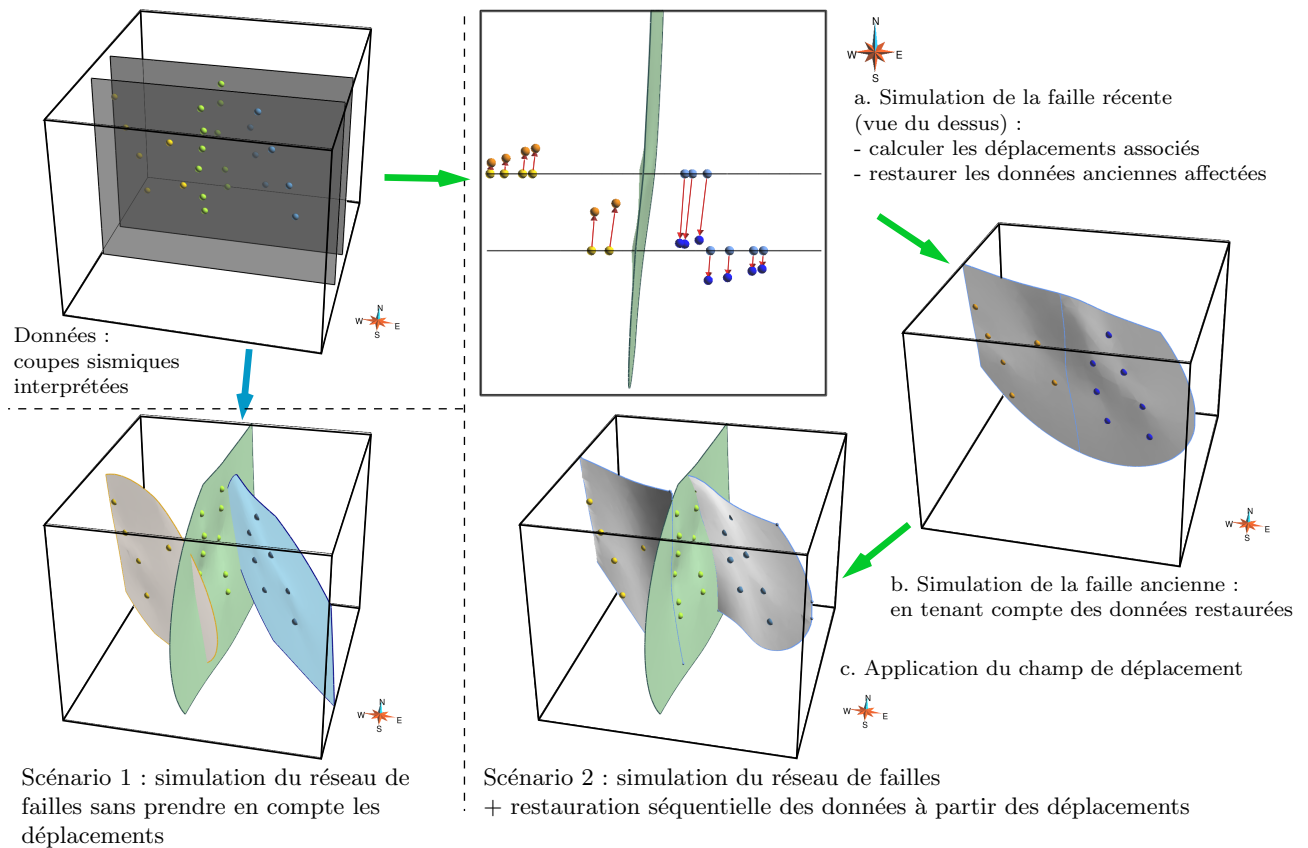 N
W E
S
a. Simulation de la faille récente
(vue du dessus) :
- calculer les déplacements associés
- restaurer les données anciennes affectées
N
W E
S
Données :
coupes sismiques
interprétées
N
W E
S
b. Simulation de la faille ancienne :
en tenant compte des données restaurées
c. Application du champ de déplacement
N
W E
S
N
W E
S
Scénario 1 : simulation du réseau de
failles sans prendre en compte les
déplacements
Scénario 2 : simulation du réseau de failles
+ restauration séquentielle des données à partir des déplacements